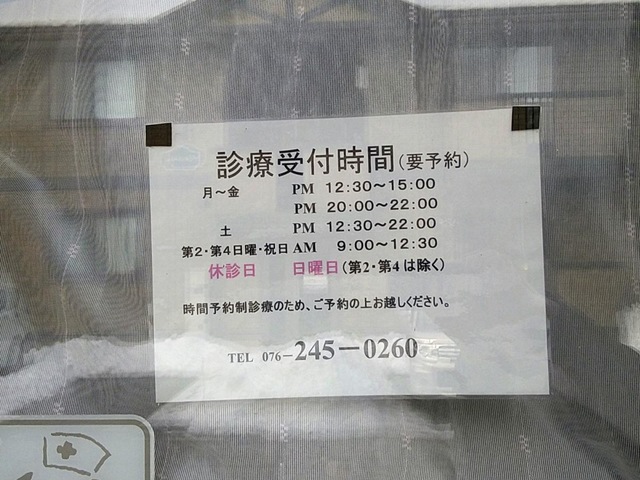 診療受付時間(要予約)
月～金 PM 12:30～15:00
PM 20:00～22:00
土 PM 12:30～22:00
第2・第4日曜・祝日 AM 9:00～12:30
休診日 日曜日(第2・第4は除く)
時間予約制診療のため、ご予約の上お越しください。
TEL 076－245－0260